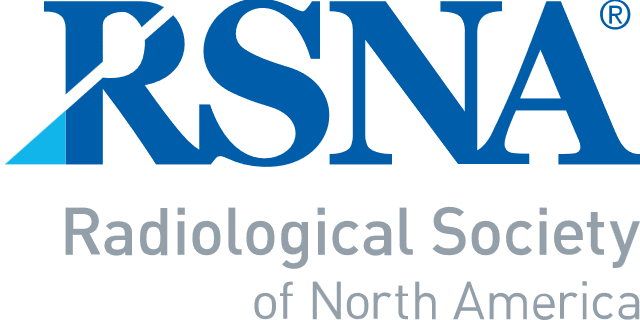 RSNA®
Radiological Society
of North America